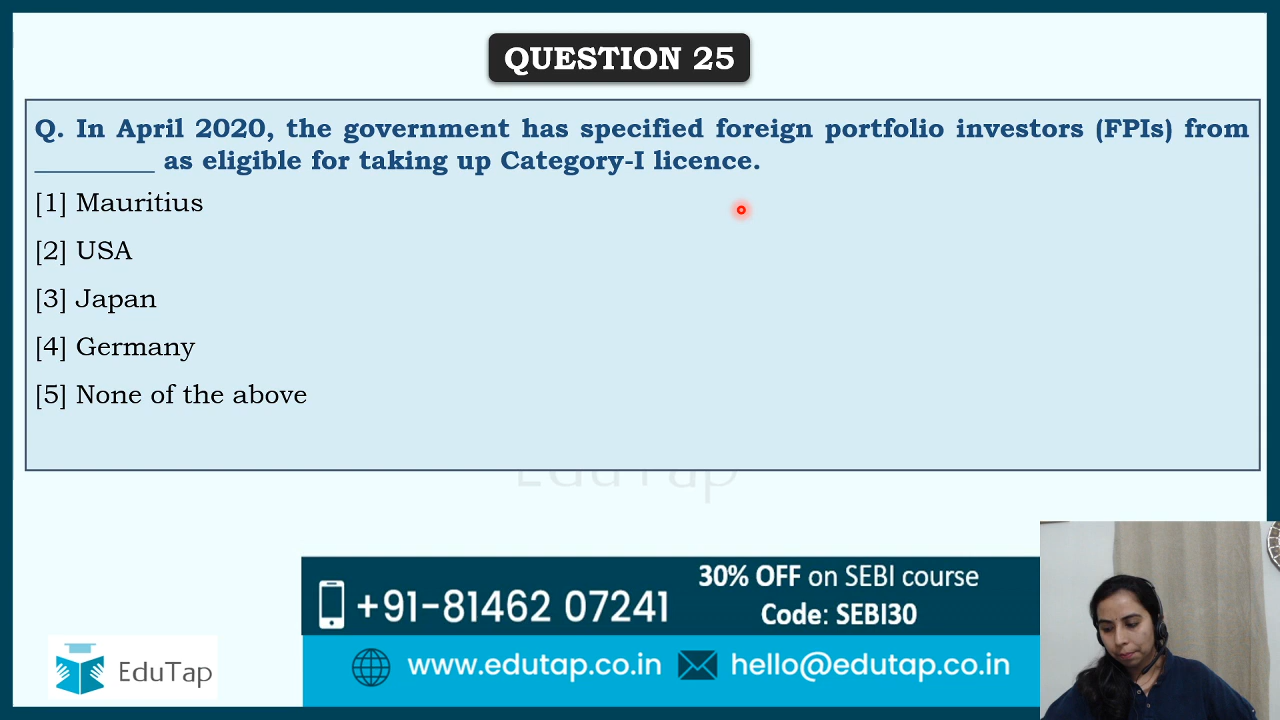 QUESTION 25
Q. In April 2020, the government has specified foreign portfolio investors (FPIs) from
_________ as eligible for taking up Category-I licence.
[1] Mauritius
[2] USA
[3] Japan
[4] Germany
[5] None of the above
EduTap
30% OFF on SEBI course
+91-81462 07241
Code: SEBI30
www.edutap.co.in hello@edutap.co.in
EduTap